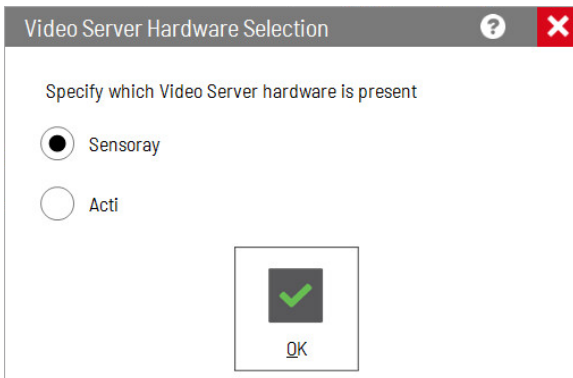 Video Server Hardware Selection ?
Specify which Video Server hardware is present
Sensoray
Acti
OK